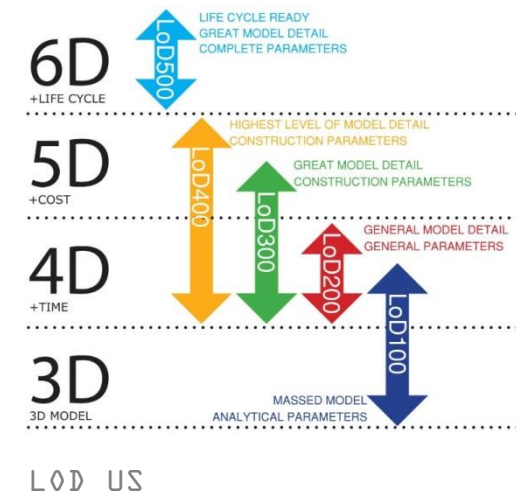 6D
+LIFE CYCLE
LoD500
LIFE CYCLE READY
GREAT MODEL DETAIL
COMPLETE PARAMETERS
5D
+COST
LoD400
HIGHEST LEVEL OF MODEL DETAIL
CONSTRUCTION PARAMETERS
LoD300
GREAT MODEL DETAIL
CONSTRUCTION PARAMETERS
4D
+TIME
LoD200
GENERAL MODEL DETAIL
GENERAL PARAMETERS
LoD100
3D
3D MODEL
MASSED MODEL
ANALYTICAL PARAMETERS
LOD US